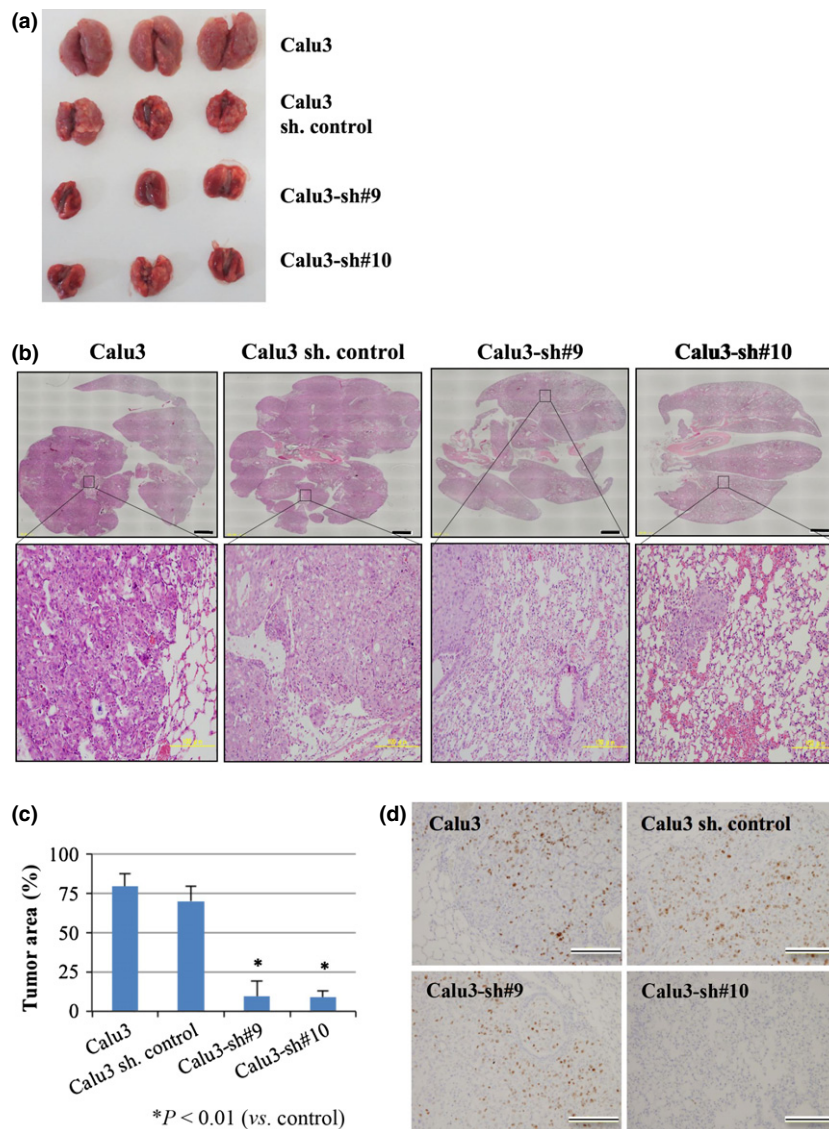 (a)
Calu3
Calu3
sh. control
Calu3-sh#9
Calu3-sh#10
(b)
Calu3
Calu3 sh. control
Calu3-sh#9
Calu3-sh#10
(c)
100
75
50
25
0
Tumor area (%)
*
*
Calu3
Calu3 sh. control
Calu3-sh#9
Calu3-sh#10
*P < 0.01 (vs. control)
(d)
Calu3
Calu3 sh. control
Calu3-sh#9
Calu3-sh#10